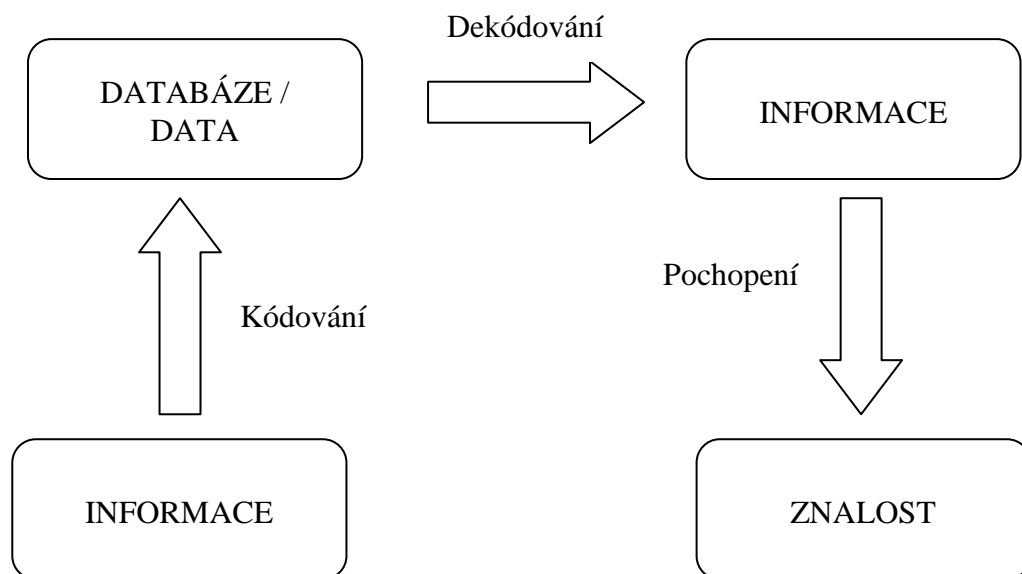 Dekódování
DATABÁZE /
DATA
INFORMACE
Pochopení
Kódování
INFORMACE
ZNALOST